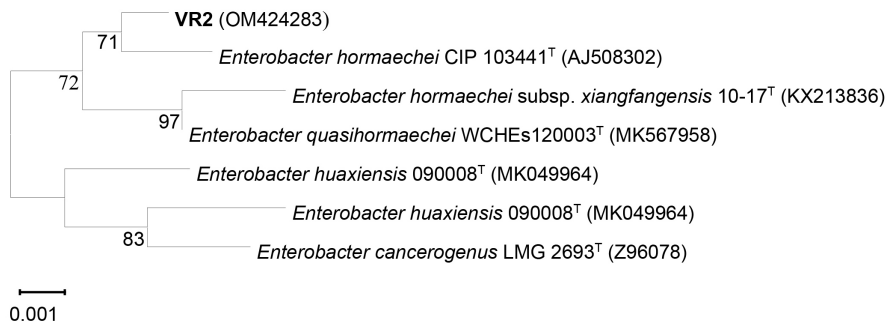 VR2 (OM424283)
71
Enterobacter hormaechei CIP 103441ᵀ (AJ508302)
72
Enterobacter hormaechei subsp. xiangfangensis 10-17ᵀ (KX213836)
97
Enterobacter quasihormaechei WCHEs120003ᵀ (MK567958)
Enterobacter huaxiensis 090008ᵀ (MK049964)
Enterobacter huaxiensis 090008ᵀ (MK049964)
83
Enterobacter cancerogenus LMG 2693ᵀ (Z96078)
0.001